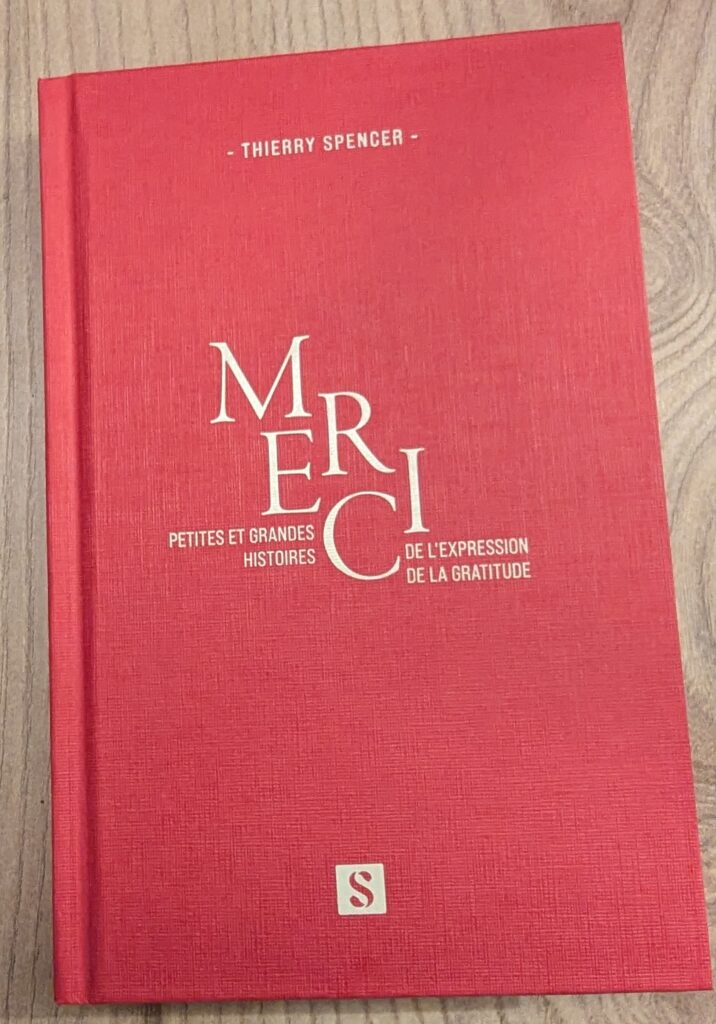 - THIERRY SPENCER -
MERCI
PETITES ET GRANDES
HISTOIRES
DE L'EXPRESSION
DE LA GRATITUDE
S